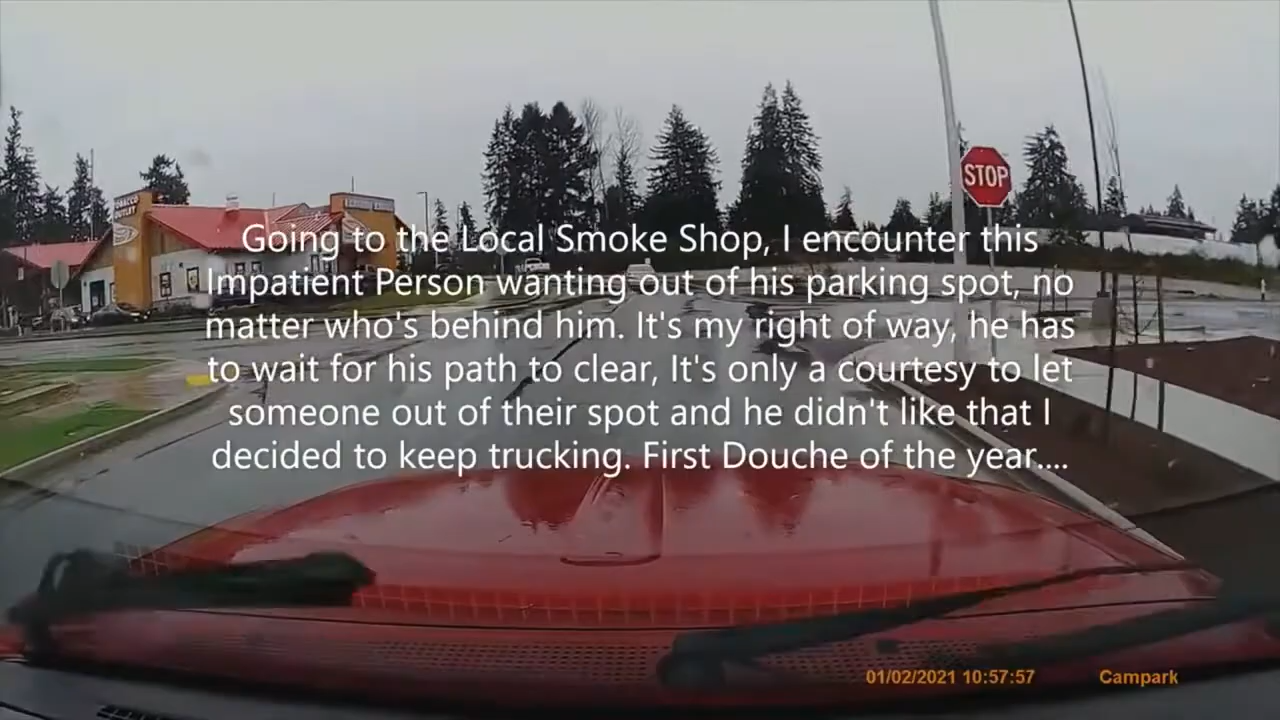 TOBACCO
OUTLET
STOP
Going to the Local Smoke Shop, I encounter this
Impatient Person wanting out of his parking spot, no
matter who's behind him. It's my right of way, he has
to wait for his path to clear, It's only a courtesy to let
someone out of their spot and he didn't like that I
decided to keep trucking. First Douche of the year....
01/02/2021 10:57:57 Campark